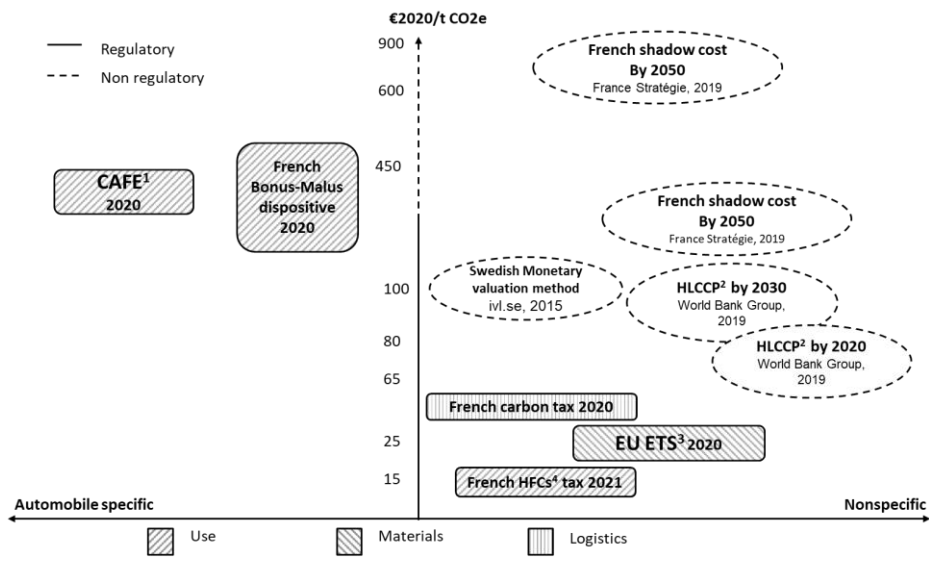 €2020/t CO2e
Regulatory
Non regulatory
900
600
450
100
80
65
25
15
French shadow cost
By 2050
France Stratégie, 2019
CAFE¹
2020
French
Bonus-Malus
dispositive
2020
French shadow cost
By 2050
France Stratégie, 2019
Swedish Monetary
valuation method
ivl.se, 2015
HLCCP² by 2030
World Bank Group,
2019
HLCCP² by 2020
World Bank Group,
2019
French carbon tax 2020
EU ETS³ 2020
French HFCs⁴ tax 2021
Automobile specific
Nonspecific
Use
Materials
Logistics